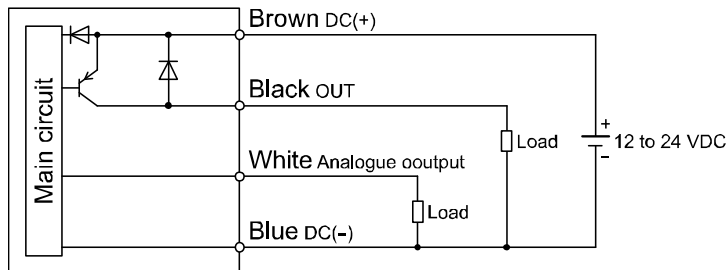 Brown DC(+)
Main circuit
Black OUT
+
Load
12 to 24 VDC
−
White Analogue ooutput
Load
Blue DC(−)